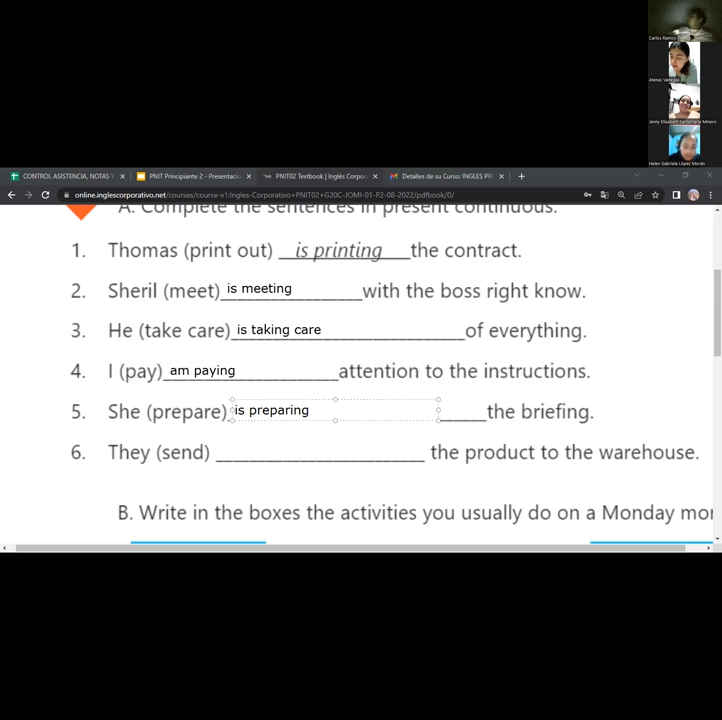 Carlos Ramos
Atenas Vanegas
Jenny Elizabeth Santamaria Minero
Helen Gabriela López Morán
CONTROL ASISTENCIA, NOTAS Y
PNIT Principiante 2 - Presentacio
PNIT02 Textbook | Inglés Corpo
Detalles de su Curso: INGLES PI
online.inglescorporativo.net/courses/course-v1:Ingles-Corporativo+PNIT02+G20C-JOMI-01-P2-08-2022/pdfbook/0/
A. Complete the sentences in present continuous.
1. Thomas (print out) is printing the contract.
2. Sheril (meet) is meeting with the boss right know.
3. He (take care) is taking care of everything.
4. I (pay) am paying attention to the instructions.
5. She (prepare) is preparing the briefing.
6. They (send) ________________________ the product to the warehouse.
B. Write in the boxes the activities you usually do on a Monday mor